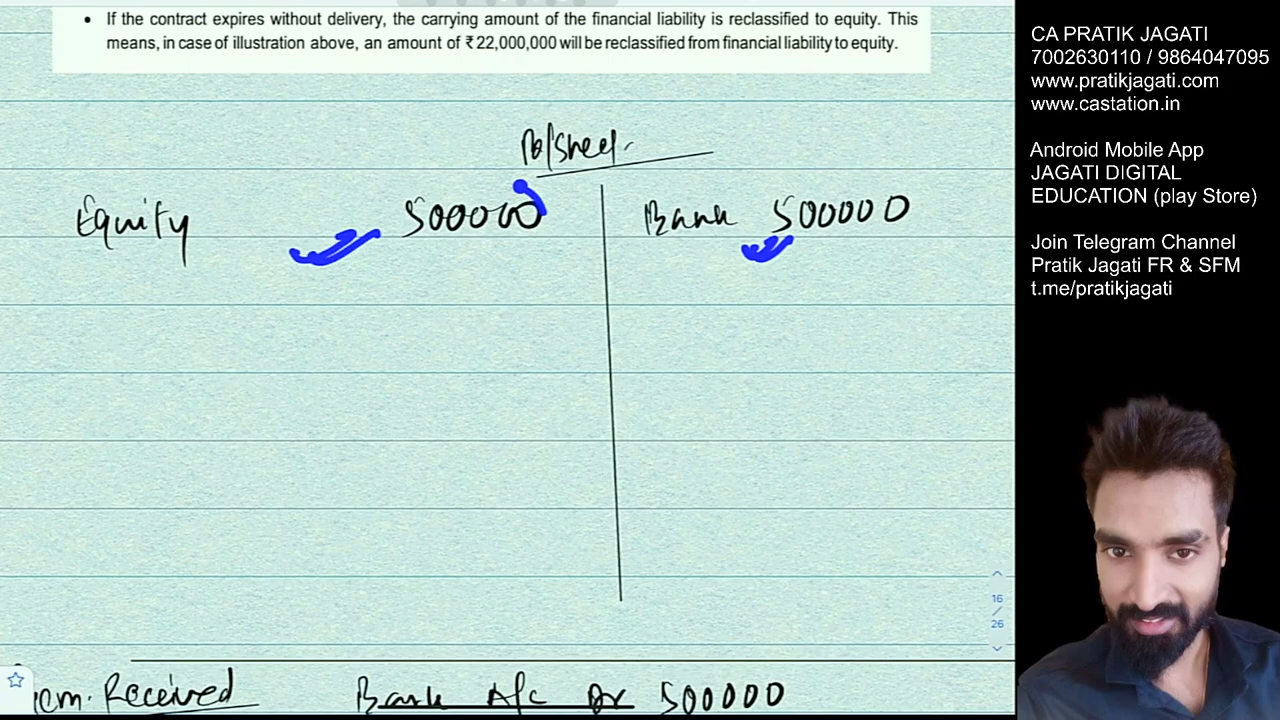 • If the contract expires without delivery, the carrying amount of the financial liability is reclassified to equity. This
means, in case of illustration above, an amount of ₹22,000,000 will be reclassified from financial liability to equity.
B/Sheet
Equity 500000 Bank 500000
Received Bank A/c Dr 500000
16
/
26
CA PRATIK JAGATI
7002630110 / 9864047095
www.pratikjagati.com
www.castation.in
Android Mobile App
JAGATI DIGITAL
EDUCATION (play Store)
Join Telegram Channel
Pratik Jagati FR & SFM
t.me/pratikjagati